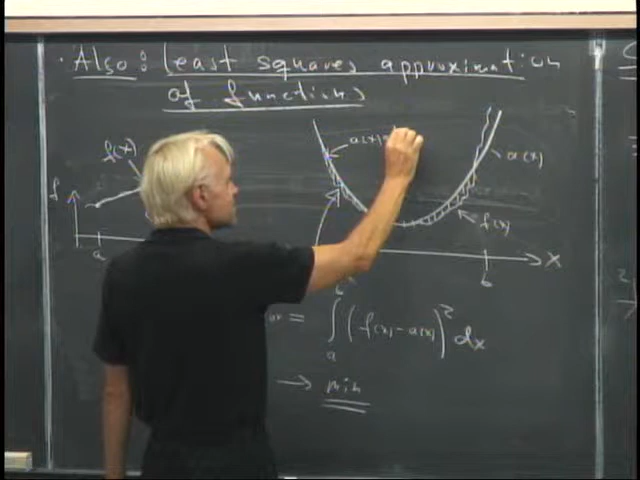 · Also: least squares approximation
of functions
f(x)
a(x)
a(x)
f
f(x)
a
b
x
b
= ∫ (f(x) - a(x))² dx
a
→ min